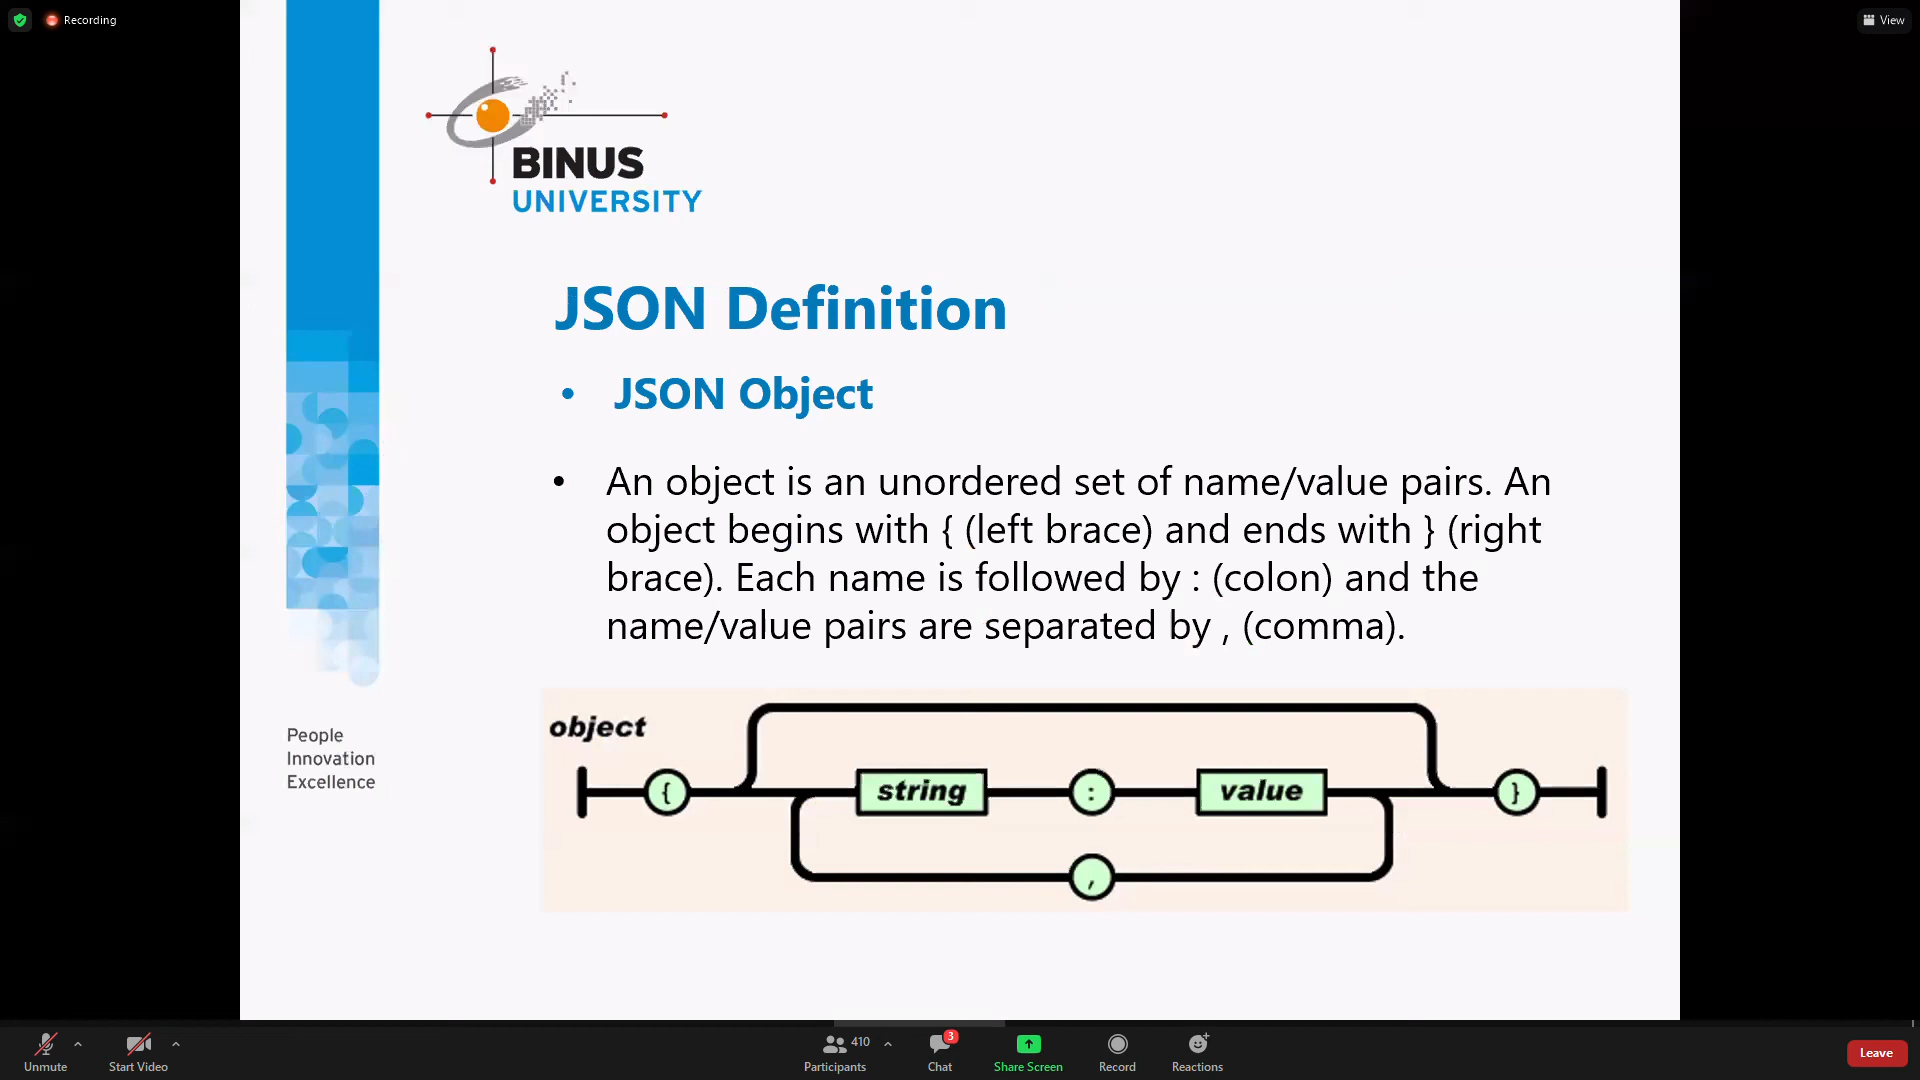 Recording
View
BINUS
UNIVERSITY
JSON Definition
• JSON Object
• An object is an unordered set of name/value pairs. An
object begins with { (left brace) and ends with } (right
brace). Each name is followed by : (colon) and the
name/value pairs are separated by , (comma).
People
Innovation
Excellence
object
{ string : value }
,
Unmute
Start Video
410
Participants
3
Chat
Share Screen
Record
Reactions
Leave